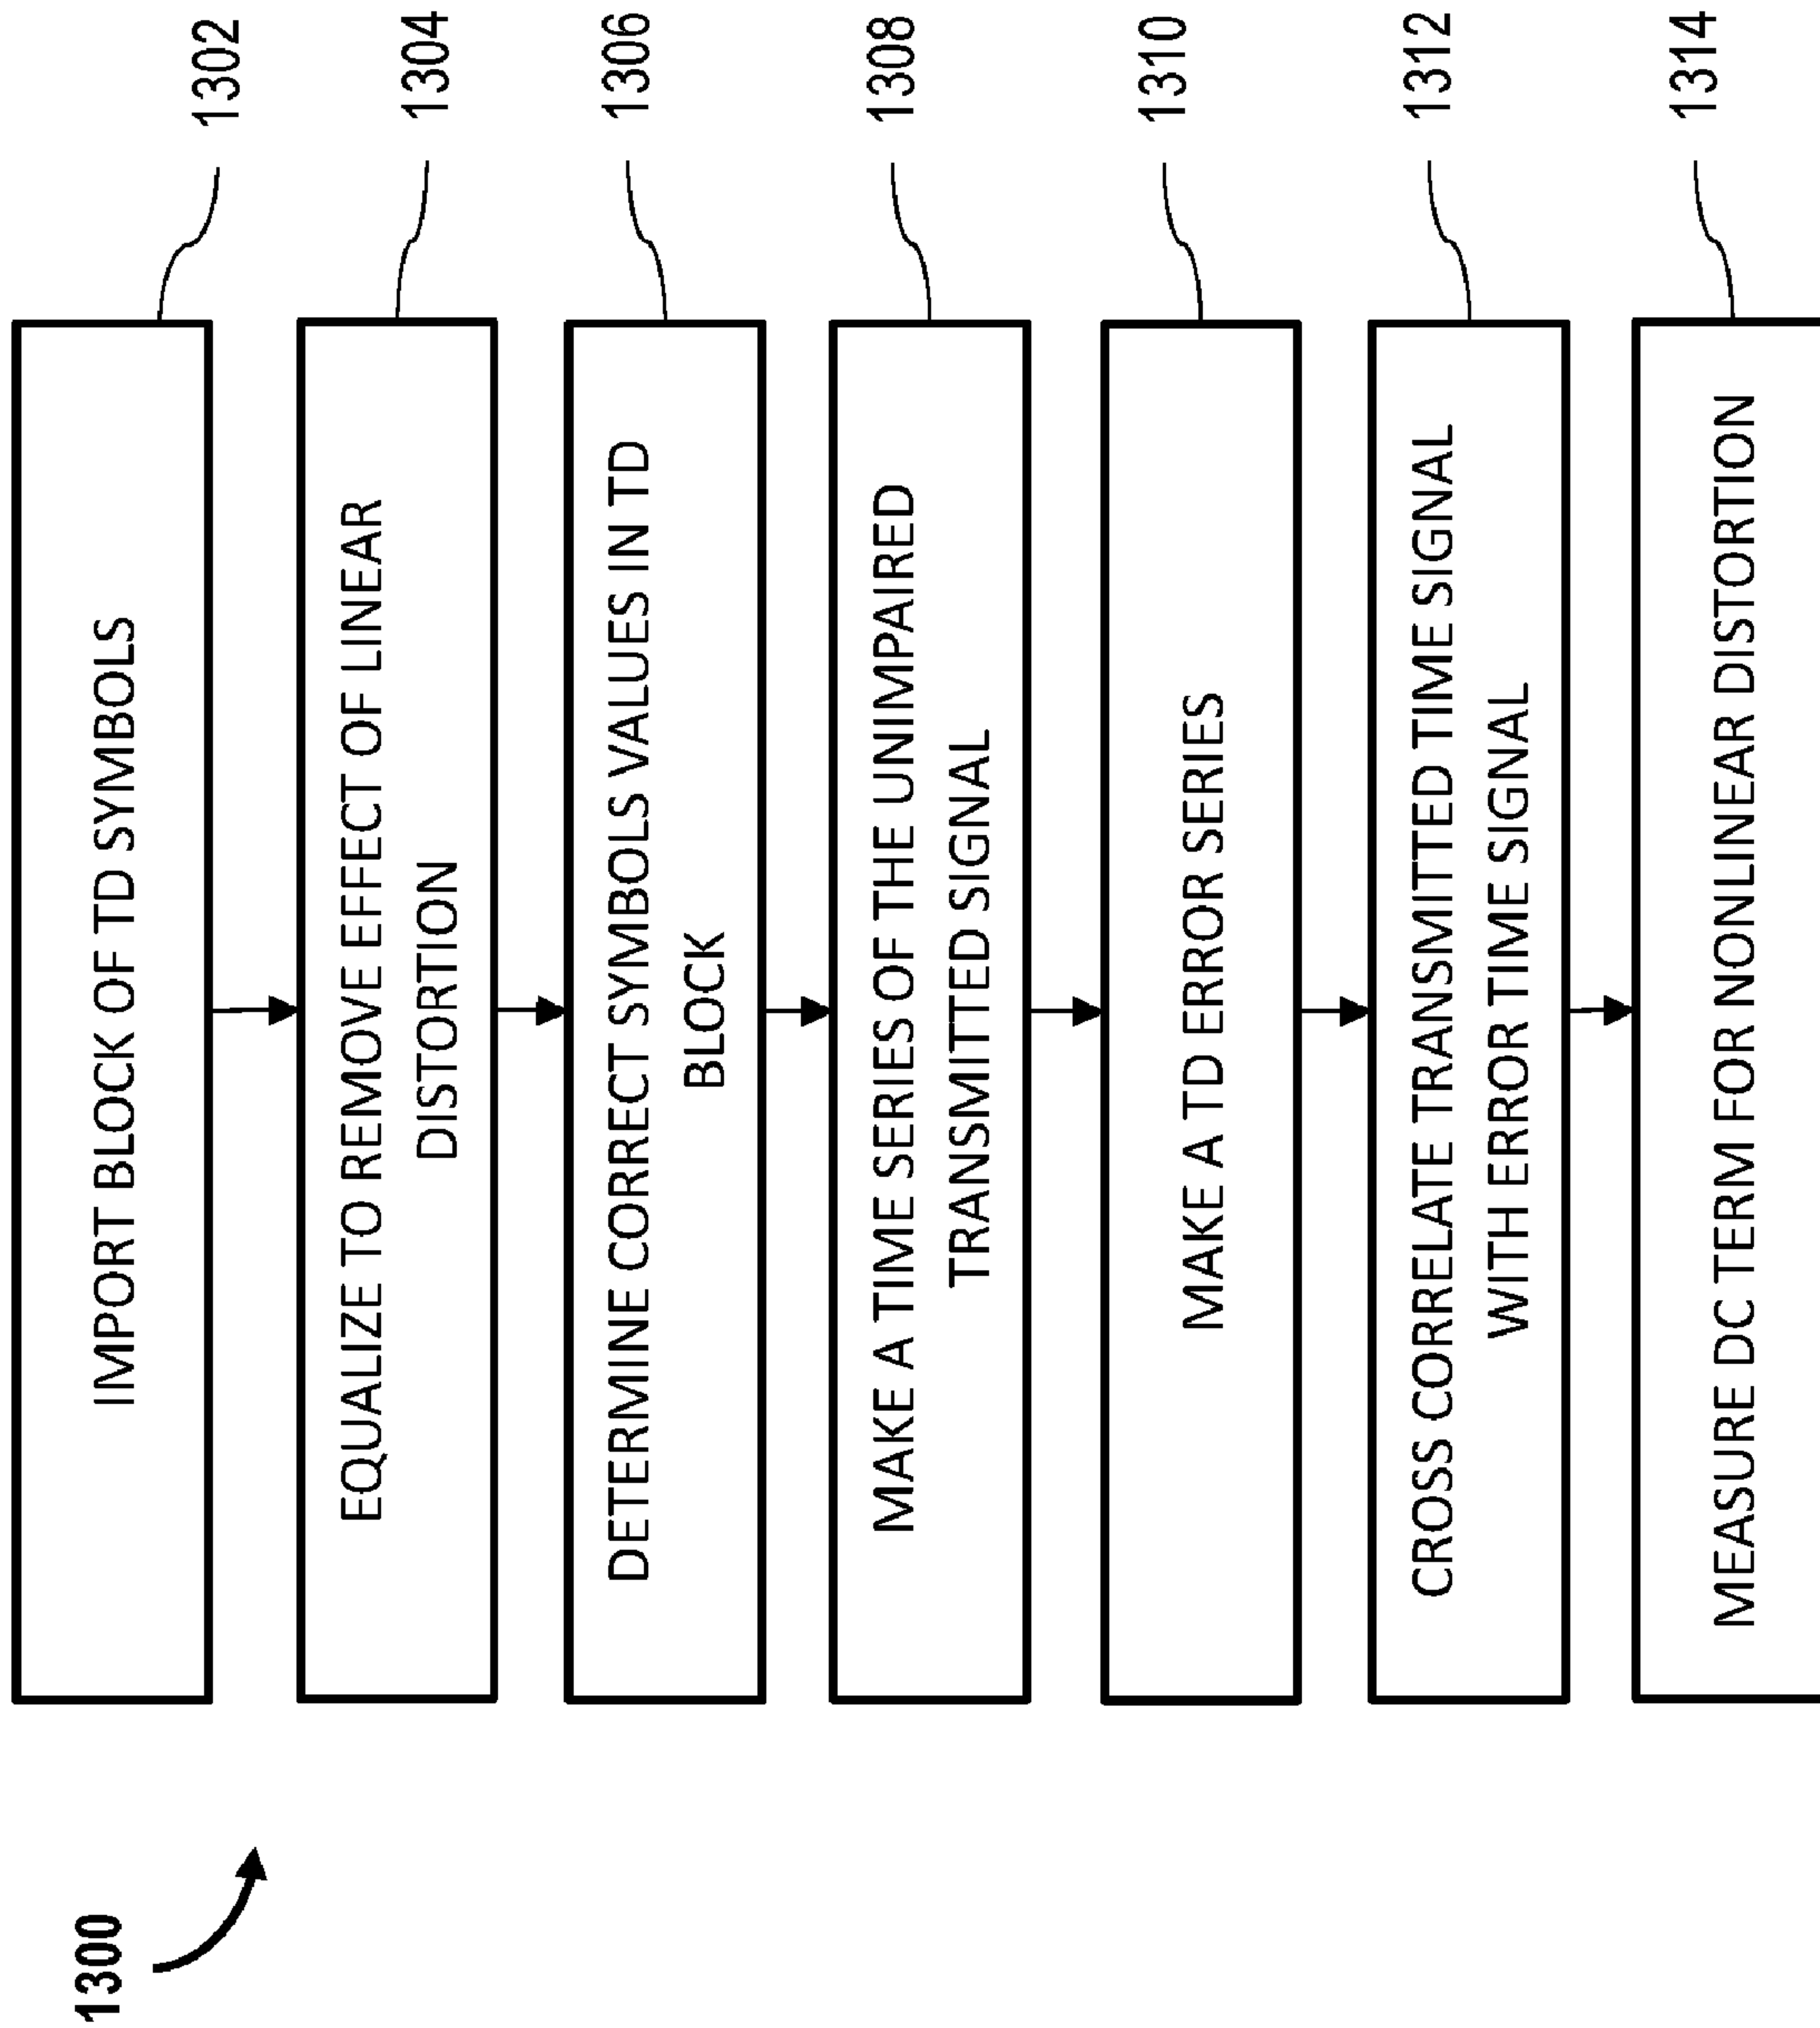 1300
IMPORT BLOCK OF TD SYMBOLS
1302
EQUALIZE TO REMOVE EFFECT OF LINEAR
DISTORTION
1304
DETERMINE CORRECT SYMBOLS VALUES IN TD
BLOCK
1306
MAKE A TIME SERIES OF THE UNIMPAIRED
TRANSMITTED SIGNAL
1308
MAKE A TD ERROR SERIES
1310
CROSS CORRELATE TRANSMITTED TIME SIGNAL
WITH ERROR TIME SIGNAL
1312
MEASURE DC TERM FOR NONLINEAR DISTORTION
1314